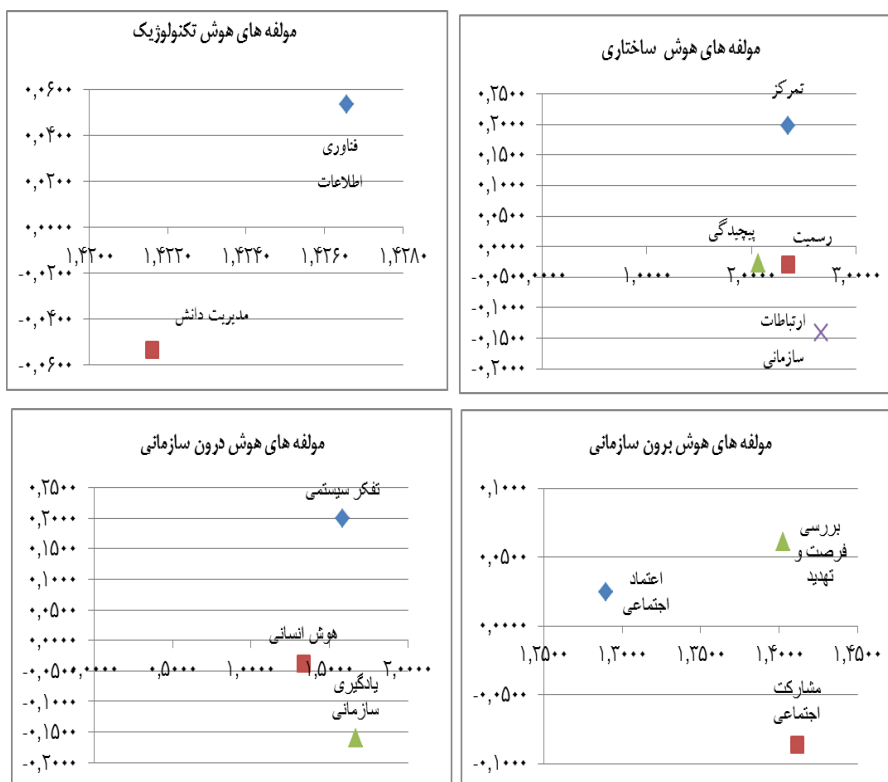 مولفه های هوش ساختاری
تمرکز
۰,۲۵۰۰
۰,۲۰۰۰
۰,۱۵۰۰
۰,۱۰۰۰
۰,۰۵۰۰
پیچیدگی
رسمیت
۰,۰۰۰۰
-۰,۰۵۰۰
۰,۰۰۰۰ ۱,۰۰۰۰ ۲,۰۰۰۰ ۳,۰۰۰۰
-۰,۱۰۰۰
ارتباطات
سازمانی
-۰,۱۵۰۰
-۰,۲۰۰۰
مولفه های هوش تکنولوژیک
۰,۰۶۰۰
۰,۰۴۰۰
فناوری
اطلاعات
۰,۰۲۰۰
۰,۰۰۰۰
۱,۴۲۰۰ ۱,۴۲۲۰ ۱,۴۲۴۰ ۱,۴۲۶۰ ۱,۴۲۸۰
-۰,۰۲۰۰
-۰,۰۴۰۰
مدیریت دانش
-۰,۰۶۰۰
مولفه های هوش برون سازمانی
۰,۱۰۰۰
بررسی
فرصت و
تهدید
۰,۰۵۰۰
اعتماد
اجتماعی
۰,۰۰۰۰
۱,۲۵۰۰ ۱,۳۰۰۰ ۱,۳۵۰۰ ۱,۴۰۰۰ ۱,۴۵۰۰
-۰,۰۵۰۰
مشارکت
اجتماعی
-۰,۱۰۰۰
مولفه های هوش درون سازمانی
۰,۲۵۰۰
تفکر سیستمی
۰,۲۰۰۰
۰,۱۵۰۰
۰,۱۰۰۰
۰,۰۵۰۰
۰,۰۰۰۰
هوش انسانی
-۰,۰۵۰۰
۰,۰۰۰۰ ۰,۵۰۰۰ ۱,۰۰۰۰ ۱,۵۰۰۰ ۲,۰۰۰۰
یادگیری
سازمانی
-۰,۱۰۰۰
-۰,۱۵۰۰
-۰,۲۰۰۰